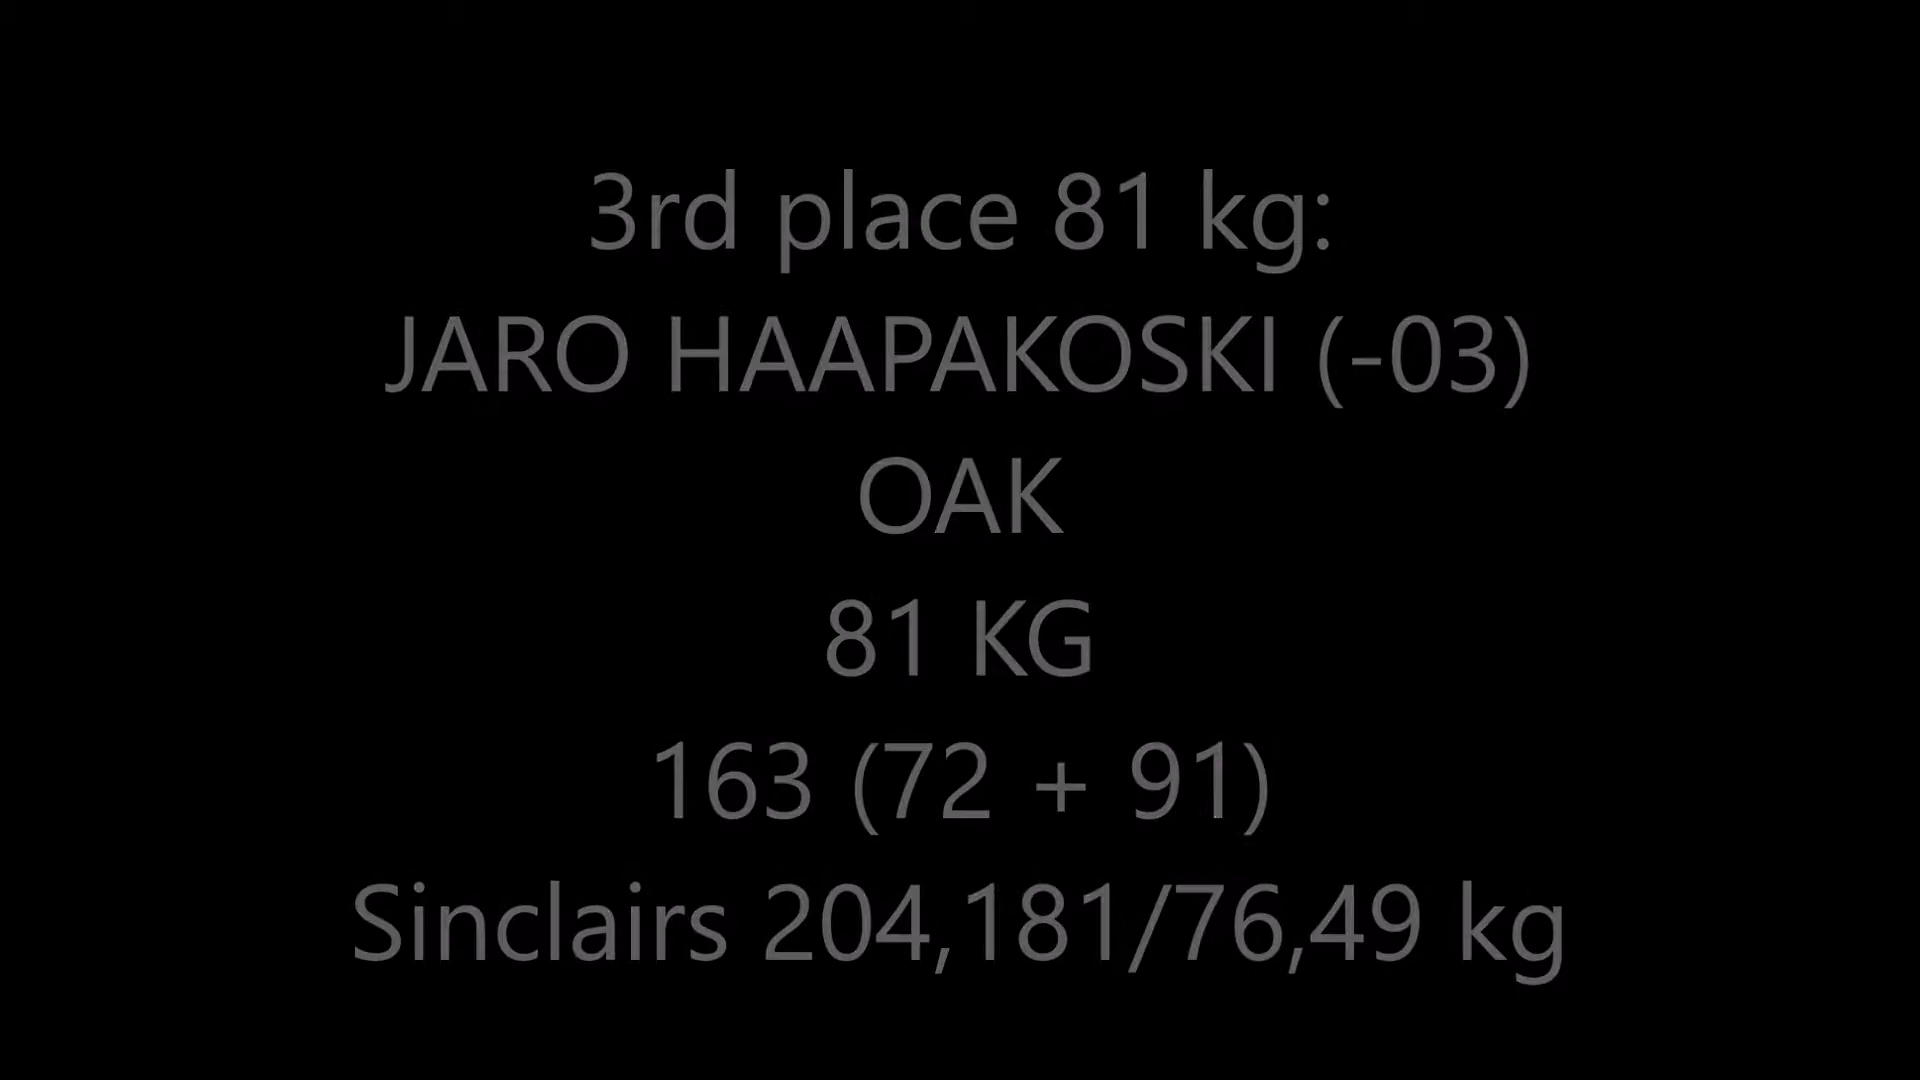 3rd place 81 kg:
JARO HAAPAKOSKI (-03)
OAK
81 KG
163 (72 + 91)
Sinclairs 204,181/76,49 kg